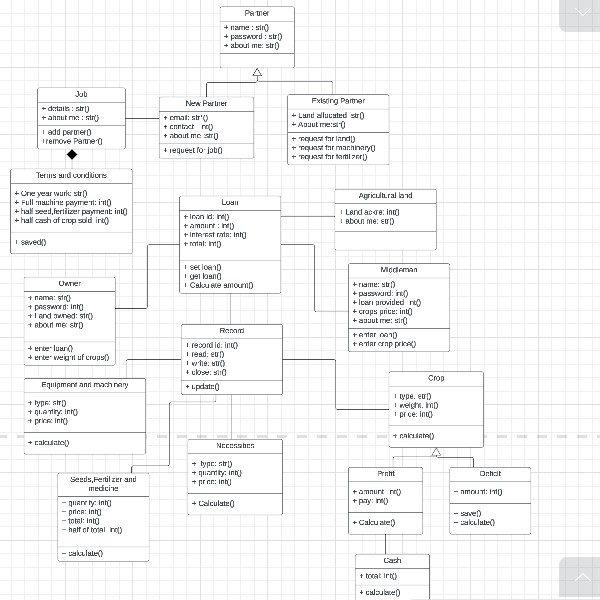 Partner
+ name : str()
+ password : str()
+ about me: str()
Job
+ details : str()
+ about me : str()
+ add partner()
+remove Partner()
New Partner
+ email: str()
+ contact : int()
+ about me :str()
+ request for job()
Existing Partner
+ Land allocated :str()
+ About me:str()
+ request for land()
+ request for machinery()
+ request for fertilizer()
Terms and conditions
+ One year work: str()
+ Full machine payment: int()
+ half seed,fertilizer payment: int()
+ half cash of crop sold: int()
+ saved()
Loan
+ loan id: int()
+ amount : int()
+ interest rate: int()
+ total: int()
+ set loan()
+ get loan()
+ Calculate amount()
Agricultural land
+ Land ackre: int()
+ about me: str()
Owner
+ name: str()
+ password: int()
+ Land owned: str()
+ about me: str()
+ enter loan()
+ enter weight of crops()
Middleman
+ name: str()
+ password: int()
+ loan provided: int()
+ crops price: int()
+ about me: str()
+ enter loan()
+ enter crop price()
Record
+ record id: int()
+ read: str()
+ write: str()
+ close: str()
+ update()
Equipment and machinery
+ type: str()
+ quantity: int()
+ price: int()
+ calculate()
Crop
+ type: str()
+ weight: int()
+ price: int()
+ calculate()
Necessities
+ type: str()
+ quantity: int()
+ price: int()
+ Calculate()
Seeds,Fertilizer and
medicine
– quantity: int()
– price: int()
– total: int()
– half of total: int()
– calculate()
Profit
+ amount: int()
+ pay: int()
+ Calculate()
Deficit
– amount: int()
– save()
– calculate()
Cash
+ total: int()
+ calculate()